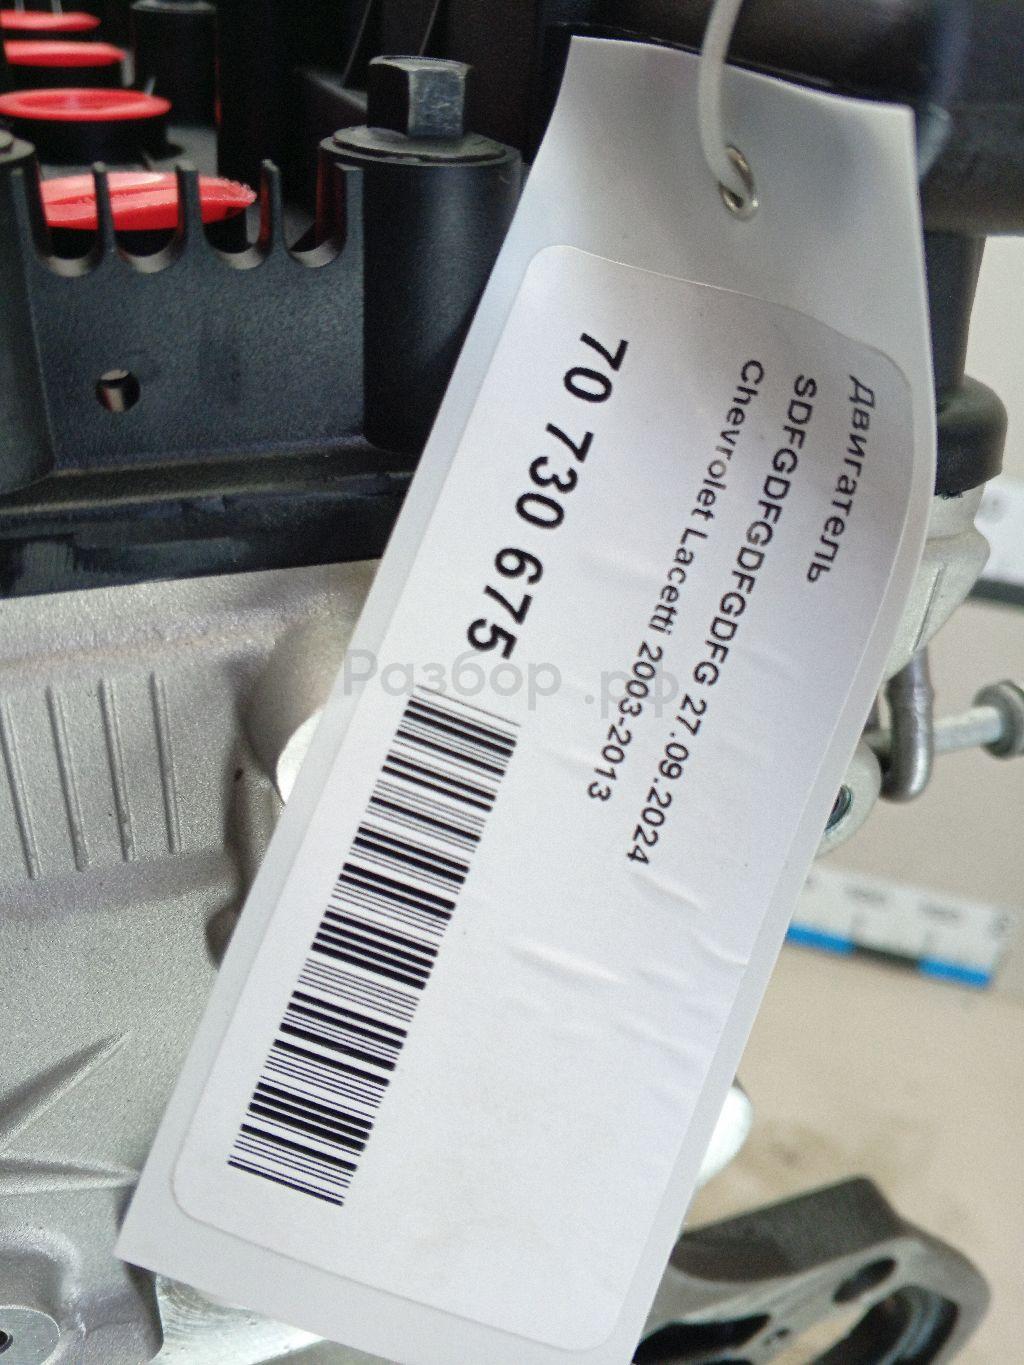 Двигатель
SDFGDFGDFGDFG 27.09.2024
Chevrolet Lacetti 2003-2013
70 730 675
Разбор.рф